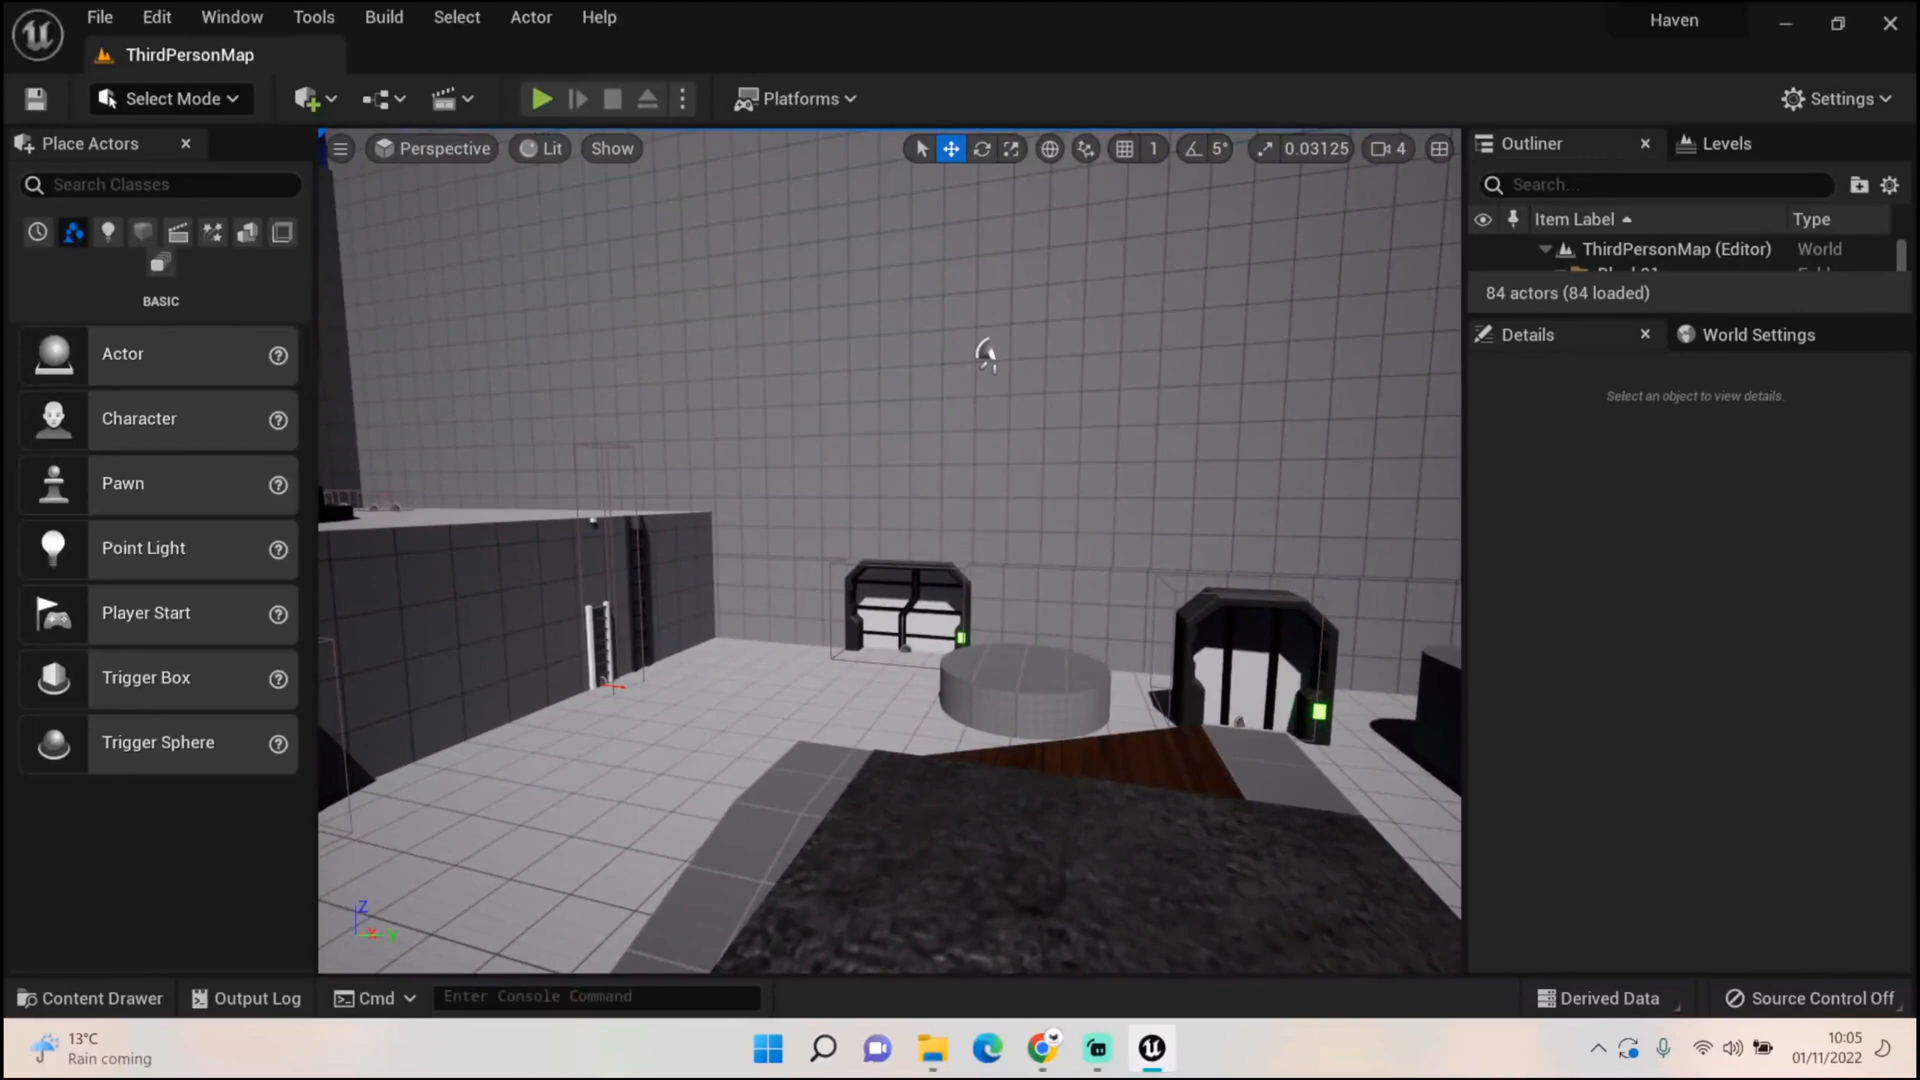 File Edit Window Tools Build Select Actor Help
Haven
ThirdPersonMap
Select Mode
Platforms
Settings
Place Actors
Perspective Lit Show
1 5° 0.03125 4
Outliner Levels
Search Classes
Search...
Item Label Type
ThirdPersonMap (Editor) World
84 actors (84 loaded)
BASIC
Details World Settings
Select an object to view details.
Actor
Character
Pawn
Point Light
Player Start
Trigger Box
Trigger Sphere
Z
X Y
Content Drawer Output Log Cmd Enter Console Command
Derived Data Source Control Off
13°C
Rain coming
10:05
01/11/2022